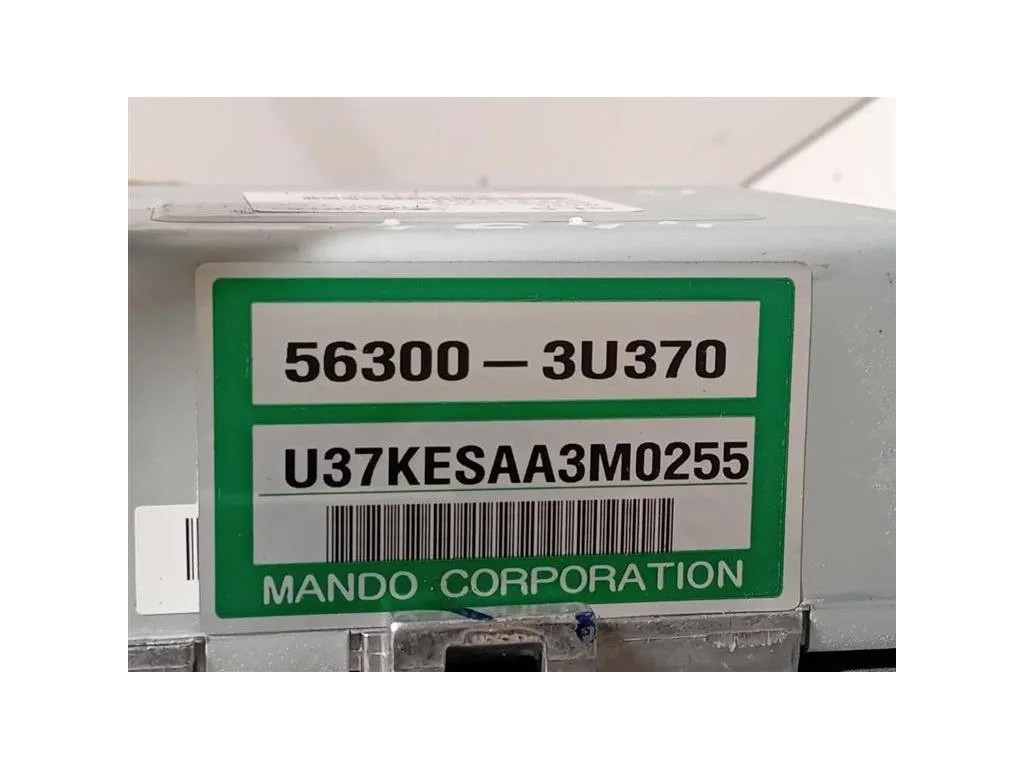 56300 – 3U370
U37KESAA3M0255
MANDO CORPORATION